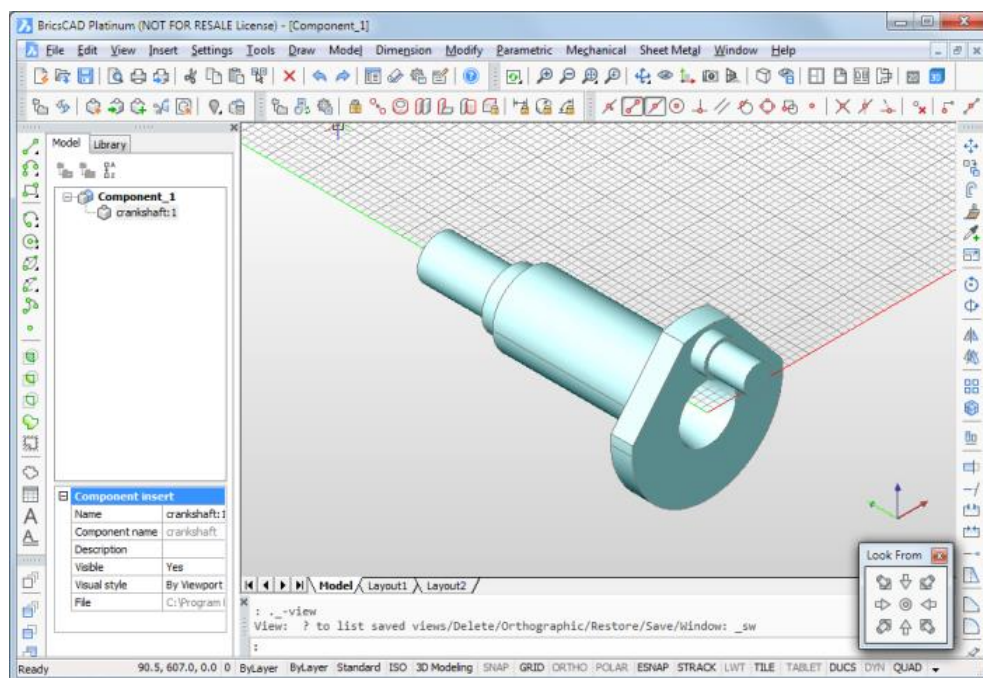 BricsCAD Platinum (NOT FOR RESALE License) - [Component_1]
File Edit View Insert Settings Tools Draw Model Dimension Modify Parametric Mechanical Sheet Metal Window Help
Model Library
Component_1
crankshaft:1
Component insert
Name crankshaft:1
Component name crankshaft
Description
Visible Yes
Visual style By Viewport
File C:\Program
Model Layout1 Layout2
: ._-view
View: ? to list saved views/Delete/Orthographic/Restore/Save/Window: _sw
:
Look From
Ready 90.5, 607.0, 0.0 0 ByLayer ByLayer Standard ISO 3D Modeling SNAP GRID ORTHO POLAR ESNAP STRACK LWT TILE TABLET DUCS DYN QUAD